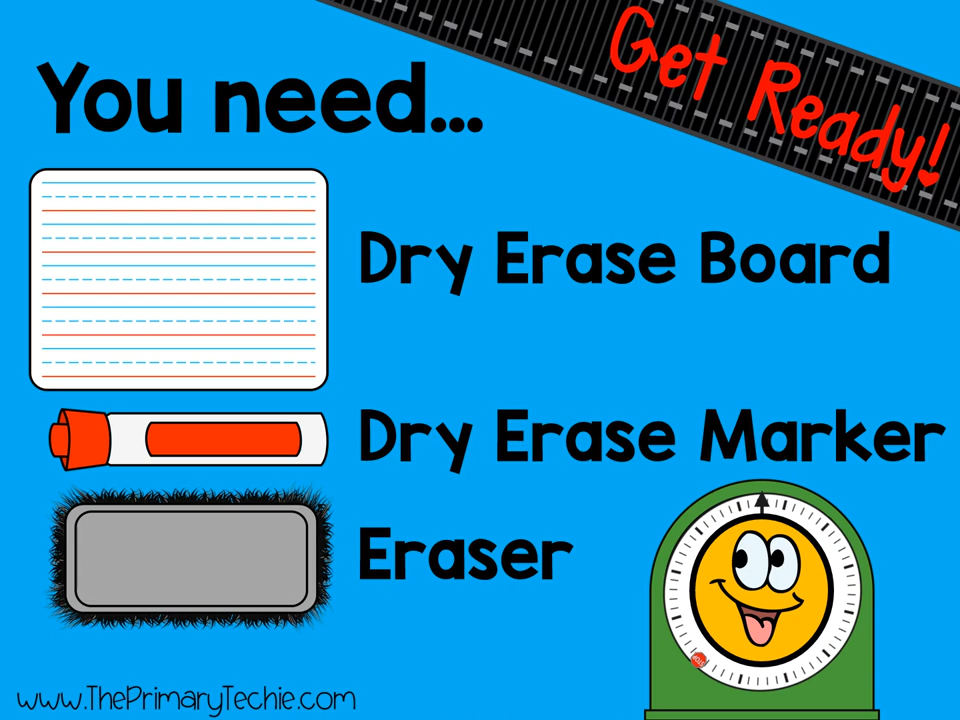 Get Ready!
You need...
Dry Erase Board
Dry Erase Marker
Eraser
www.ThePrimaryTechie.com